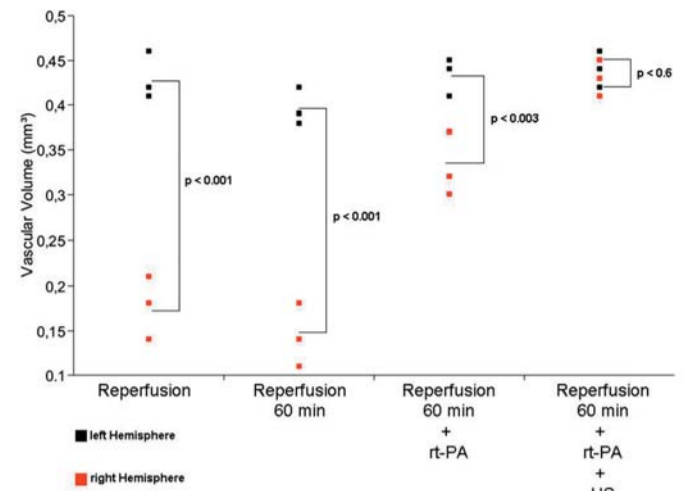 0,5
0,45
0,4
0,35
0,3
0,25
0,2
0,15
0.1
Vascular Volume (mm³)
p < 0.001
p < 0.001
p < 0.003
p < 0.6
Reperfusion
Reperfusion
60 min
Reperfusion
60 min
+
rt-PA
Reperfusion
60 min
+
rt-PA
+
left Hemisphere
right Hemisphere